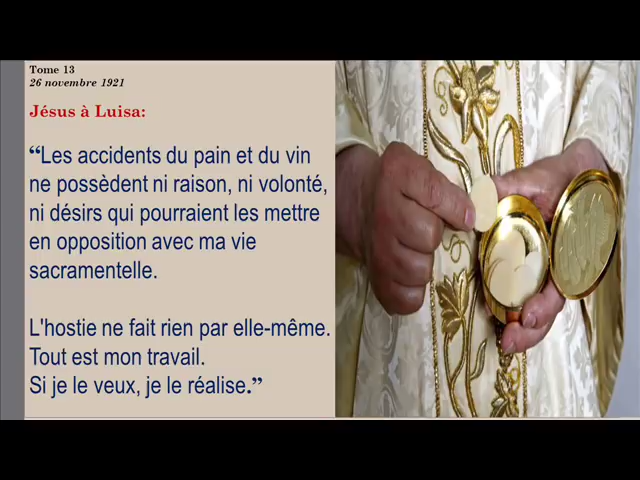 Tome 13
26 novembre 1921
Jésus à Luisa:
“Les accidents du pain et du vin
ne possèdent ni raison, ni volonté,
ni désirs qui pourraient les mettre
en opposition avec ma vie
sacramentelle.
L'hostie ne fait rien par elle-même.
Tout est mon travail.
Si je le veux, je le réalise.”